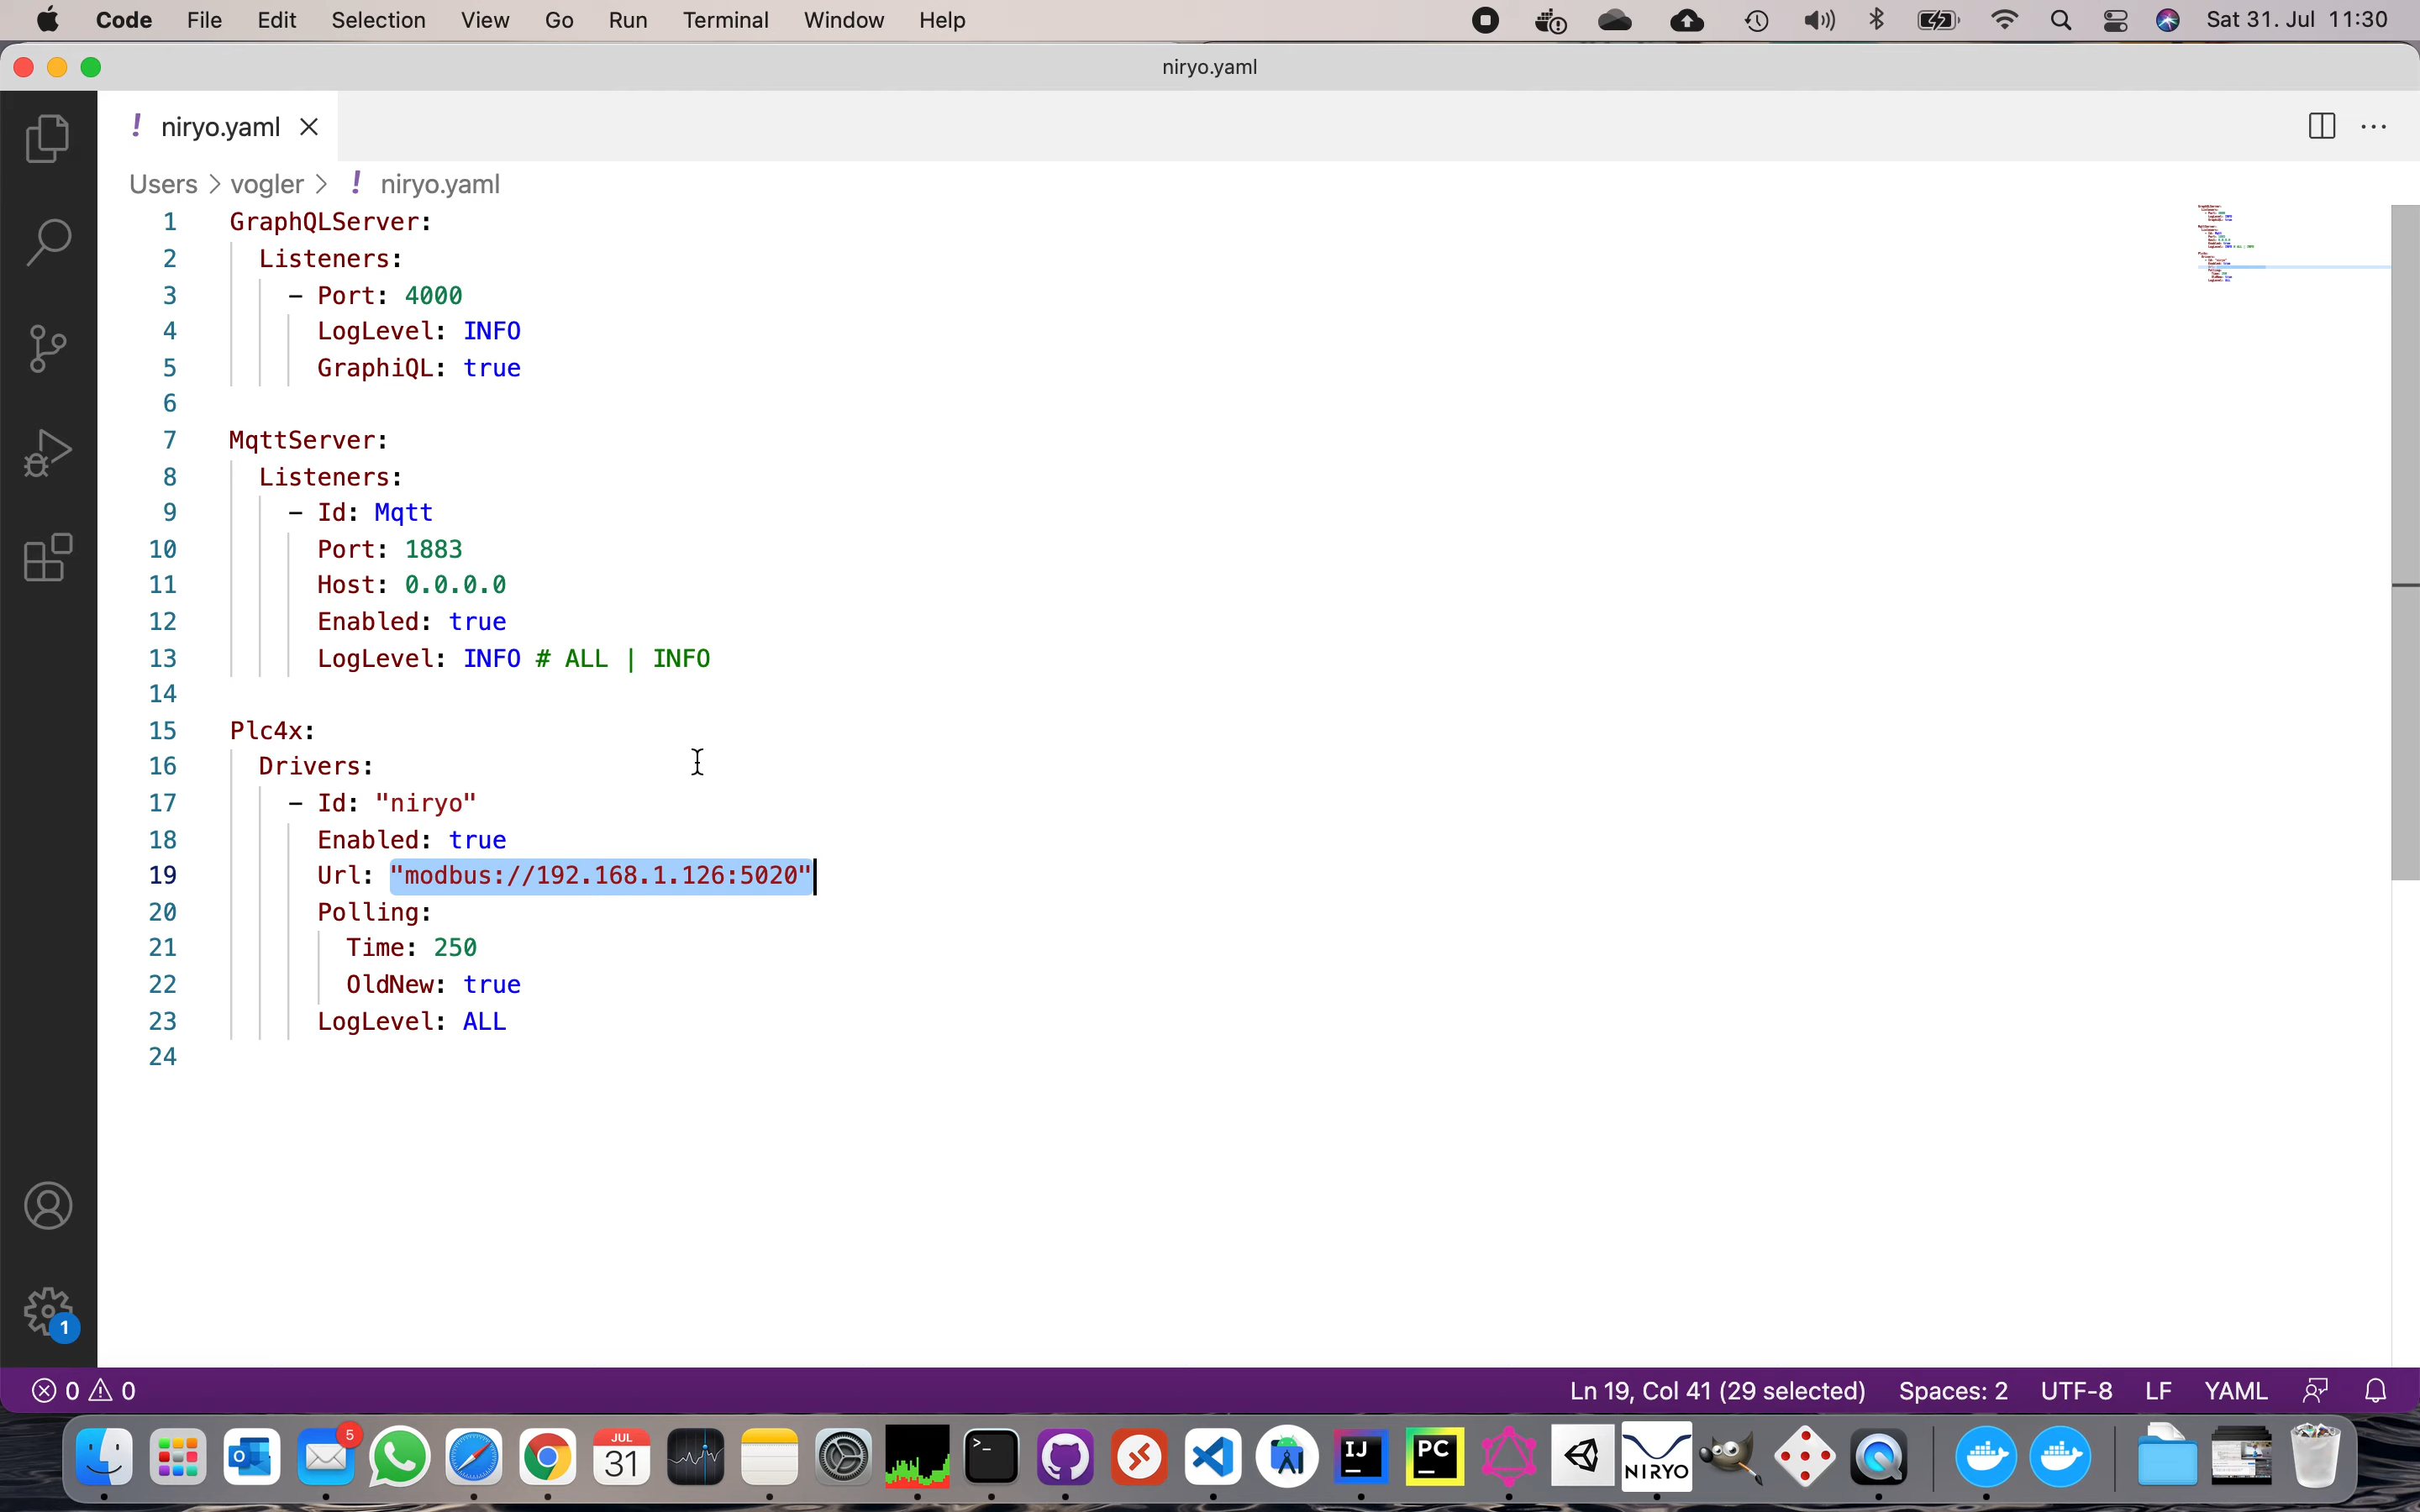 Code File Edit Selection View Go Run Terminal Window Help Sat 31. Jul 11:30
niryo.yaml
! niryo.yaml
Users > vogler > ! niryo.yaml
1 GraphQLServer:
2 Listeners:
3 - Port: 4000
4 LogLevel: INFO
5 GraphiQL: true
6
7 MqttServer:
8 Listeners:
9 - Id: Mqtt
10 Port: 1883
11 Host: 0.0.0.0
12 Enabled: true
13 LogLevel: INFO # ALL | INFO
14
15 Plc4x:
16 Drivers:
17 - Id: "niryo"
18 Enabled: true
19 Url: "modbus://192.168.1.126:5020"
20 Polling:
21 Time: 250
22 OldNew: true
23 LogLevel: ALL
24
1
0 0 Ln 19, Col 41 (29 selected) Spaces: 2 UTF-8 LF YAML
5 JUL 31 >_ IJ PC NIRYO